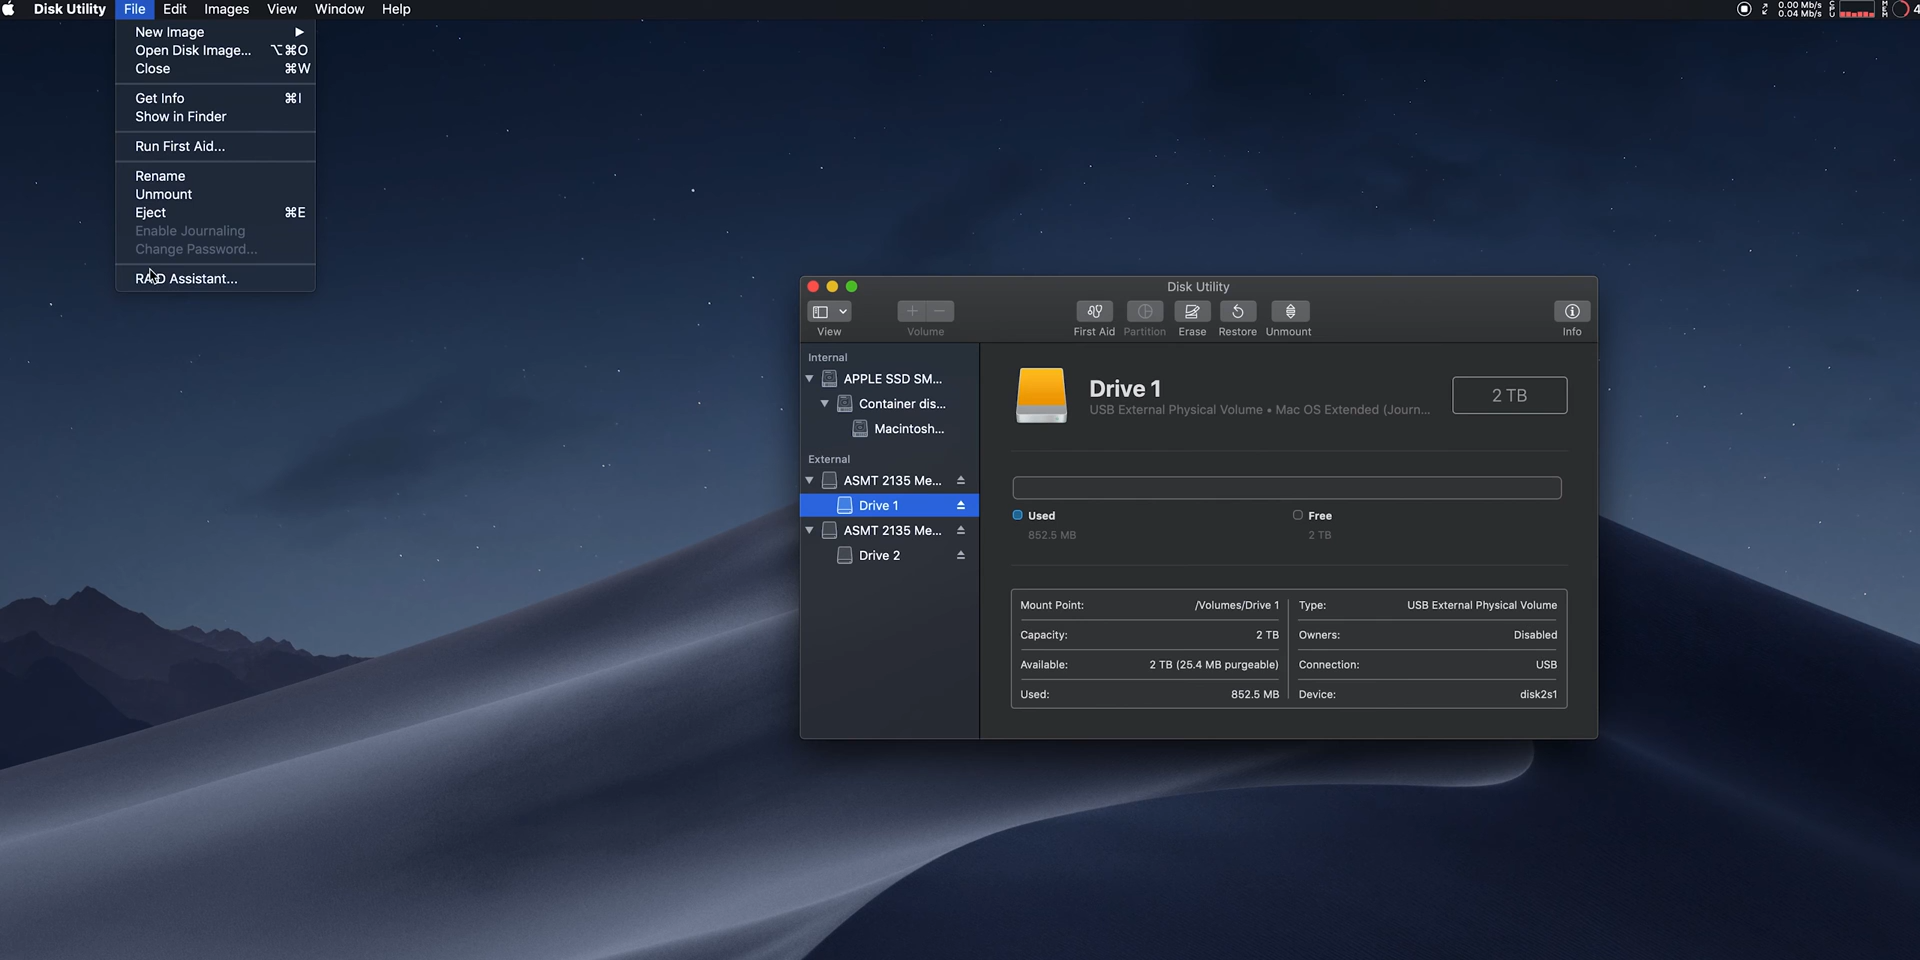 Disk Utility File Edit Images View Window Help
0.00 Mb/s
0.04 Mb/s
CPU
MEM
4
New Image ▶
Open Disk Image... ⌥⌘O
Close ⌘W
Get Info ⌘I
Show in Finder
Run First Aid...
Rename
Unmount
Eject ⌘E
Enable Journaling
Change Password...
RAID Assistant...
Disk Utility
View
Volume
First Aid
Partition
Erase
Restore
Unmount
Info
Internal
APPLE SSD SM...
Container dis...
Macintosh...
External
ASMT 2135 Me...
Drive 1
ASMT 2135 Me...
Drive 2
Drive 1
USB External Physical Volume • Mac OS Extended (Journ...
2 TB
Used
852.5 MB
Free
2 TB
Mount Point: /Volumes/Drive 1
Capacity: 2 TB
Available: 2 TB (25.4 MB purgeable)
Used: 852.5 MB
Type: USB External Physical Volume
Owners: Disabled
Connection: USB
Device: disk2s1